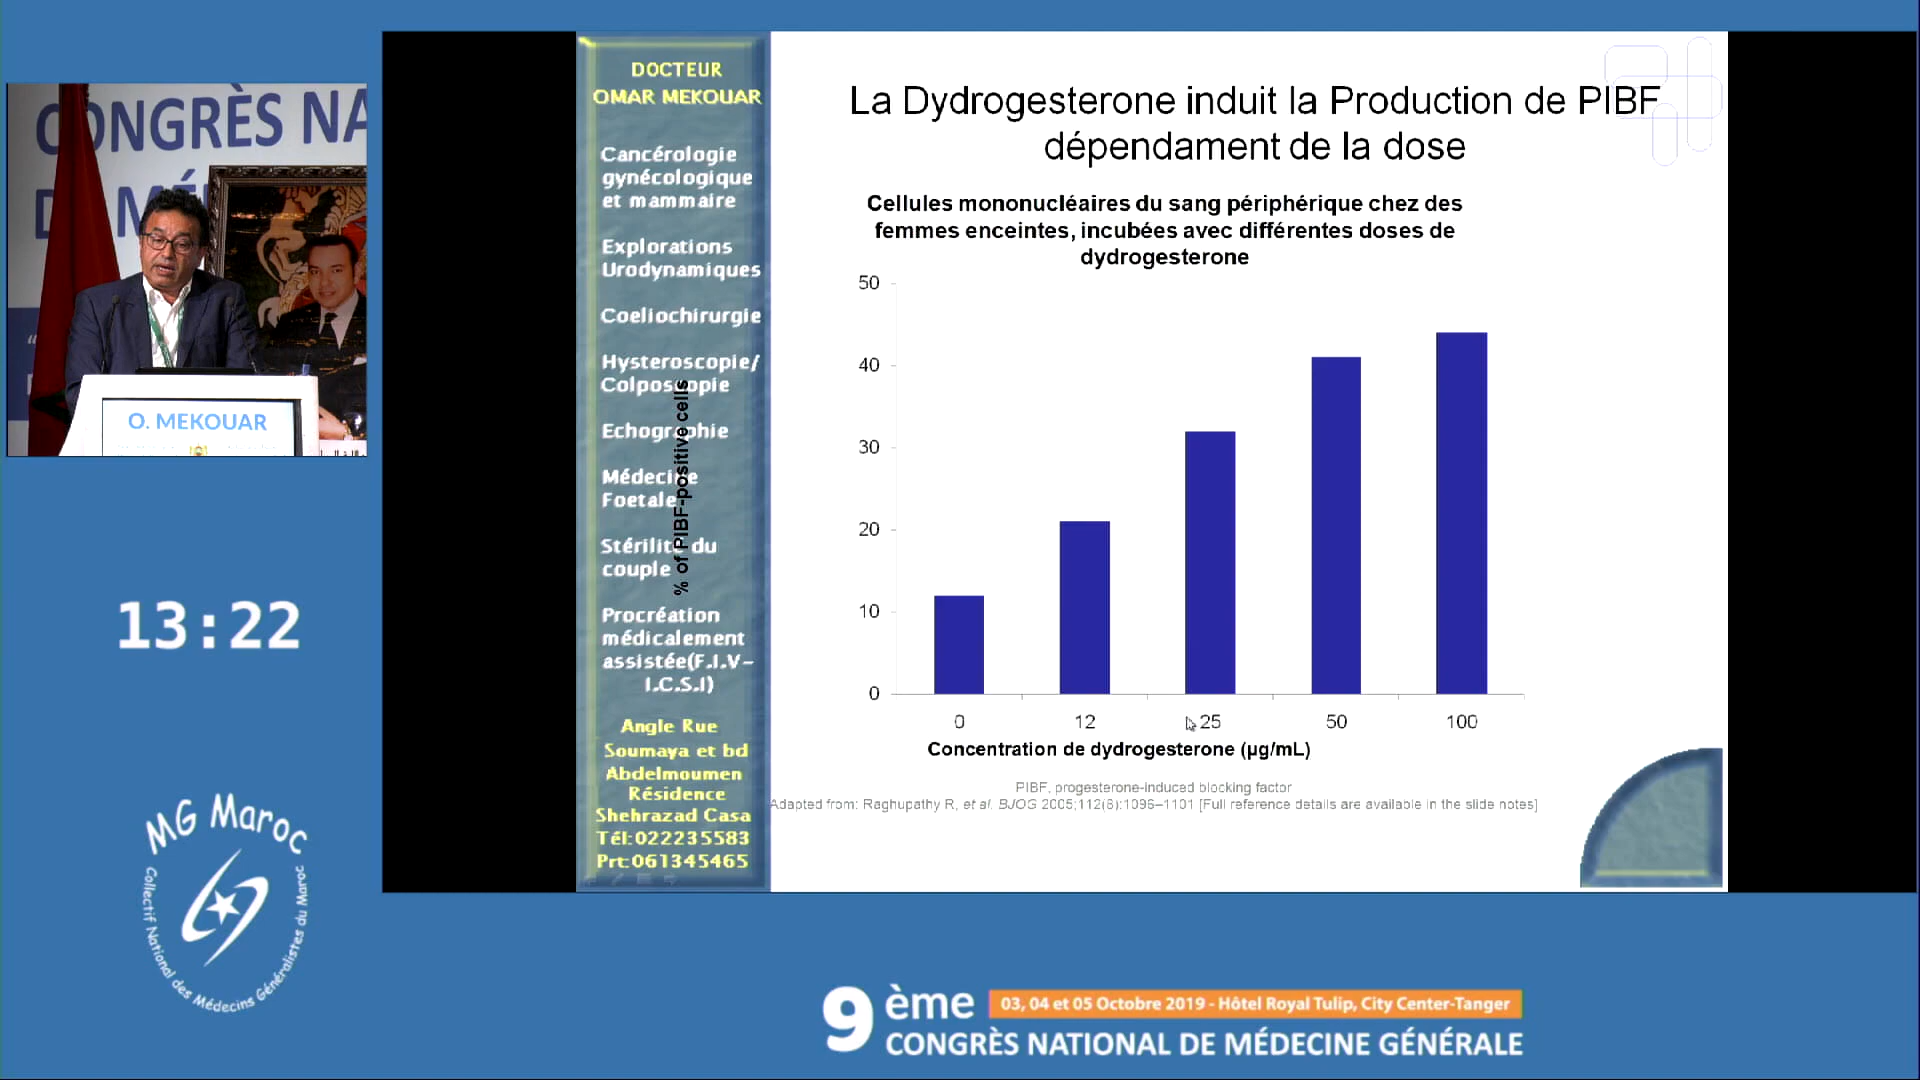 CONGRÈS NA
O. MEKOUAR
13:22
MG Maroc
Collectif National des Médecins Généralistes du Maroc
DOCTEUR
OMAR MEKOUAR
Cancérologie
gynécologique
et mammaire
Explorations
Urodynamiques
Coeliochirurgie
Hysteroscopie/
Colposcopie
Echographie
Médecine
Foetale
Stérilité du
couple
Procréation
médicalement
assistée(F.I.V-
I.C.S.I)
Angle Rue
Soumaya et bd
Abdelmoumen
Résidence
Shehrazad Casa
Tél:022235583
Prt:061345465
La Dydrogesterone induit la Production de PIBF
dépendament de la dose
Cellules mononucléaires du sang périphérique chez des
femmes enceintes, incubées avec différentes doses de
dydrogesterone
% of PIBF-positive cells
50
40
30
20
10
0
0 12 25 50 100
Concentration de dydrogesterone (µg/mL)
PIBF, progesterone-induced blocking factor
Adapted from: Raghupathy R, et al. BJOG 2005;112(8):1096–1101 [Full reference details are available in the slide notes]
9ème
03, 04 et 05 Octobre 2019 - Hôtel Royal Tulip, City Center-Tanger
CONGRÈS NATIONAL DE MÉDECINE GÉNÉRALE